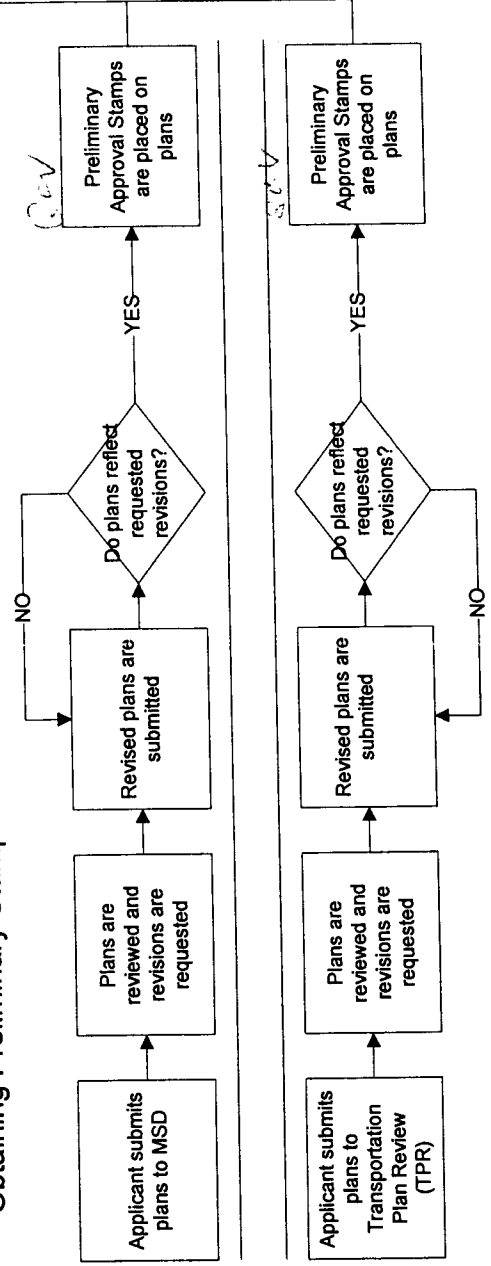 Applicant submits
plans to MSD
Plans are
reviewed and
revisions are
requested
Revised plans are
submitted
NO
Do plans reflect
requested
revisions?
YES
Preliminary
Approval Stamps
are placed on
plans
Applicant submits
plans to
Transportation
Plan Review
(TPR)
Plans are
reviewed and
revisions are
requested
Revised plans are
submitted
NO
Do plans reflect
requested
revisions?
YES
Preliminary
Approval Stamps
are placed on
plans